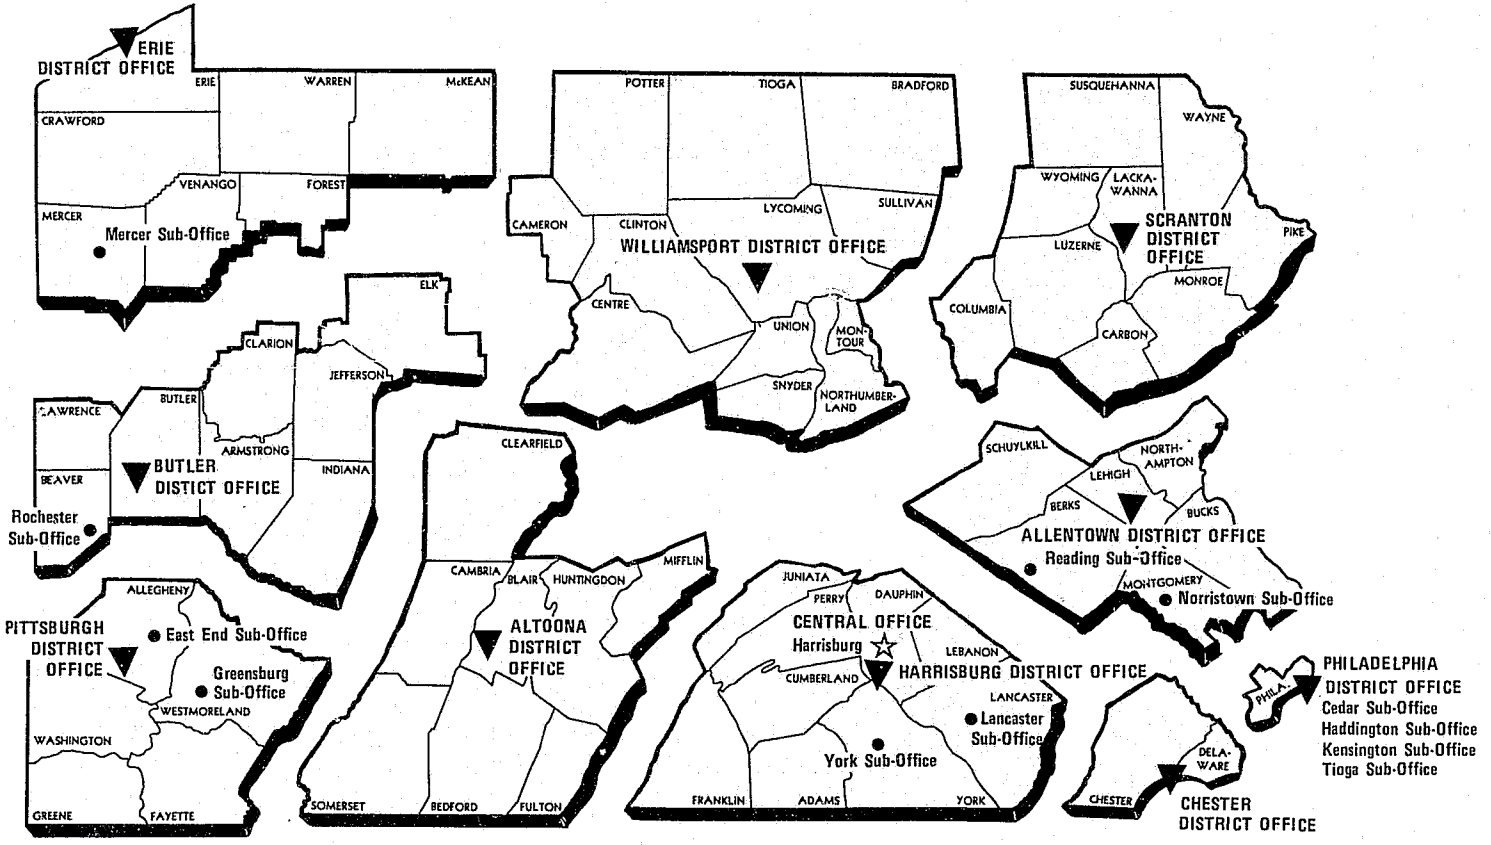 ERIE
DISTRICT OFFICE
ERIE
WARREN
McKEAN
CRAWFORD
VENANGO
FOREST
MERCER
Mercer Sub-Office
POTTER
TIOGA
BRADFORD
CAMERON
CLINTON
LYCOMING
SULLIVAN
WILLIAMSPORT DISTRICT OFFICE
CENTRE
UNION
MON-
TOUR
SNYDER
NORTHUMBER-
LAND
SUSQUEHANNA
WAYNE
WYOMING
LACKA-
WANNA
SCRANTON
DISTRICT
OFFICE
PIKE
LUZERNE
MONROE
COLUMBIA
CARBON
ELK
CLARION
JEFFERSON
LAWRENCE
BUTLER
ARMSTRONG
INDIANA
BEAVER
BUTLER
DISTICT OFFICE
Rochester
Sub-Office
CLEARFIELD
CAMBRIA
BLAIR
HUNTINGDON
MIFFLIN
ALTOONA
DISTRICT
OFFICE
SOMERSET
BEDFORD
FULTON
SCHUYLKILL
NORTH-
AMPTON
LEHIGH
BERKS
BUCKS
ALLENTOWN DISTRICT OFFICE
Reading Sub-Office
MONTGOMERY
Norristown Sub-Office
ALLEGHENY
PITTSBURGH
DISTRICT
OFFICE
East End Sub-Office
Greensburg
Sub-Office
WESTMORELAND
WASHINGTON
GREENE
FAYETTE
JUNIATA
PERRY
DAUPHIN
CENTRAL OFFICE
Harrisburg
LEBANON
CUMBERLAND
HARRISBURG DISTRICT OFFICE
LANCASTER
Lancaster
Sub-Office
York Sub-Office
FRANKLIN
ADAMS
YORK
PHILA.
PHILADELPHIA
DISTRICT OFFICE
Cedar Sub-Office
Haddington Sub-Office
Kensington Sub-Office
Tioga Sub-Office
DELA-
WARE
CHESTER
CHESTER
DISTRICT OFFICE